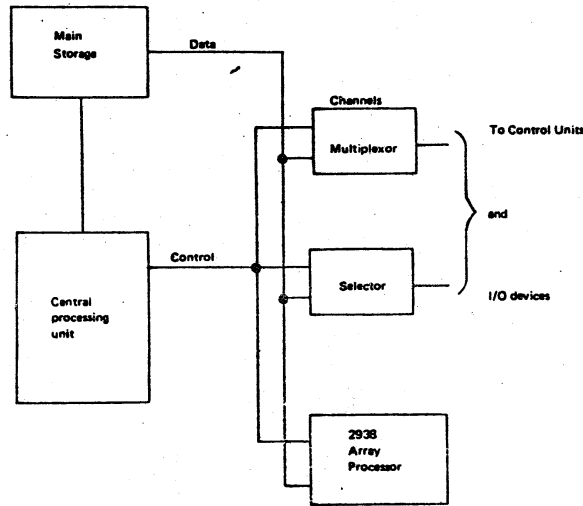 Main
Storage
Data
Channels
Multiplexor
To Control Units
and
Control
Selector
I/O devices
Central
processing
unit
2938
Array
Processor